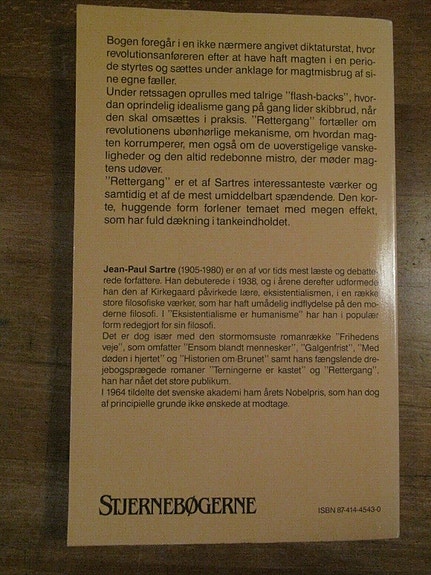 Bogen foregår i en ikke nærmere angivet diktaturstat, hvor
revolutionsanføreren efter at have haft magten i en perio-
de styrtes og sættes under anklage for magtmisbrug af si-
ne egne fæller.
Under retssagen oprulles med talrige "flash-backs", hvor-
dan oprindelig idealisme gang på gang lider skibbrud, når
den skal omsættes i praksis. "Rettergang" fortæller om
revolutionens ubønhørlige mekanisme, om hvordan mag-
ten korrumperer, men også om de uoverstigelige vanske-
ligheder og den altid redebonne mistro, der møder mag-
tens udøver.
"Rettergang" er et af Sartres interessanteste værker og
samtidig et af de mest umiddelbart spændende. Den kor-
te, huggende form forlener temaet med megen effekt,
som har fuld dækning i tankeindholdet.
Jean-Paul Sartre (1905-1980) er en af vor tids mest læste og debatte-
rede forfattere. Han debuterede i 1938, og i årene derefter udformede
han den af Kirkegaard påvirkede lære, eksistentialismen, i en række
store filosofiske værker, som har haft umådelig indflydelse på den mo-
derne filosofi. I "Eksistentialisme er humanisme" har han i populær
form redegjort for sin filosofi.
Det er dog især med den stormomsuste romanrække "Frihedens
veje", som omfatter "Ensom blandt mennesker", "Galgenfrist", "Med
døden i hjertet" og "Historien om Brunet" samt hans fængslende dre-
jebogsprægede romaner "Terningerne er kastet" og "Rettergang",
han har nået det store publikum.
I 1964 tildelte det svenske akademi ham årets Nobelpris, som han dog
af principielle grunde ikke ønskede at modtage.
STJERNEBØGERNE
ISBN 87-414-4543-0